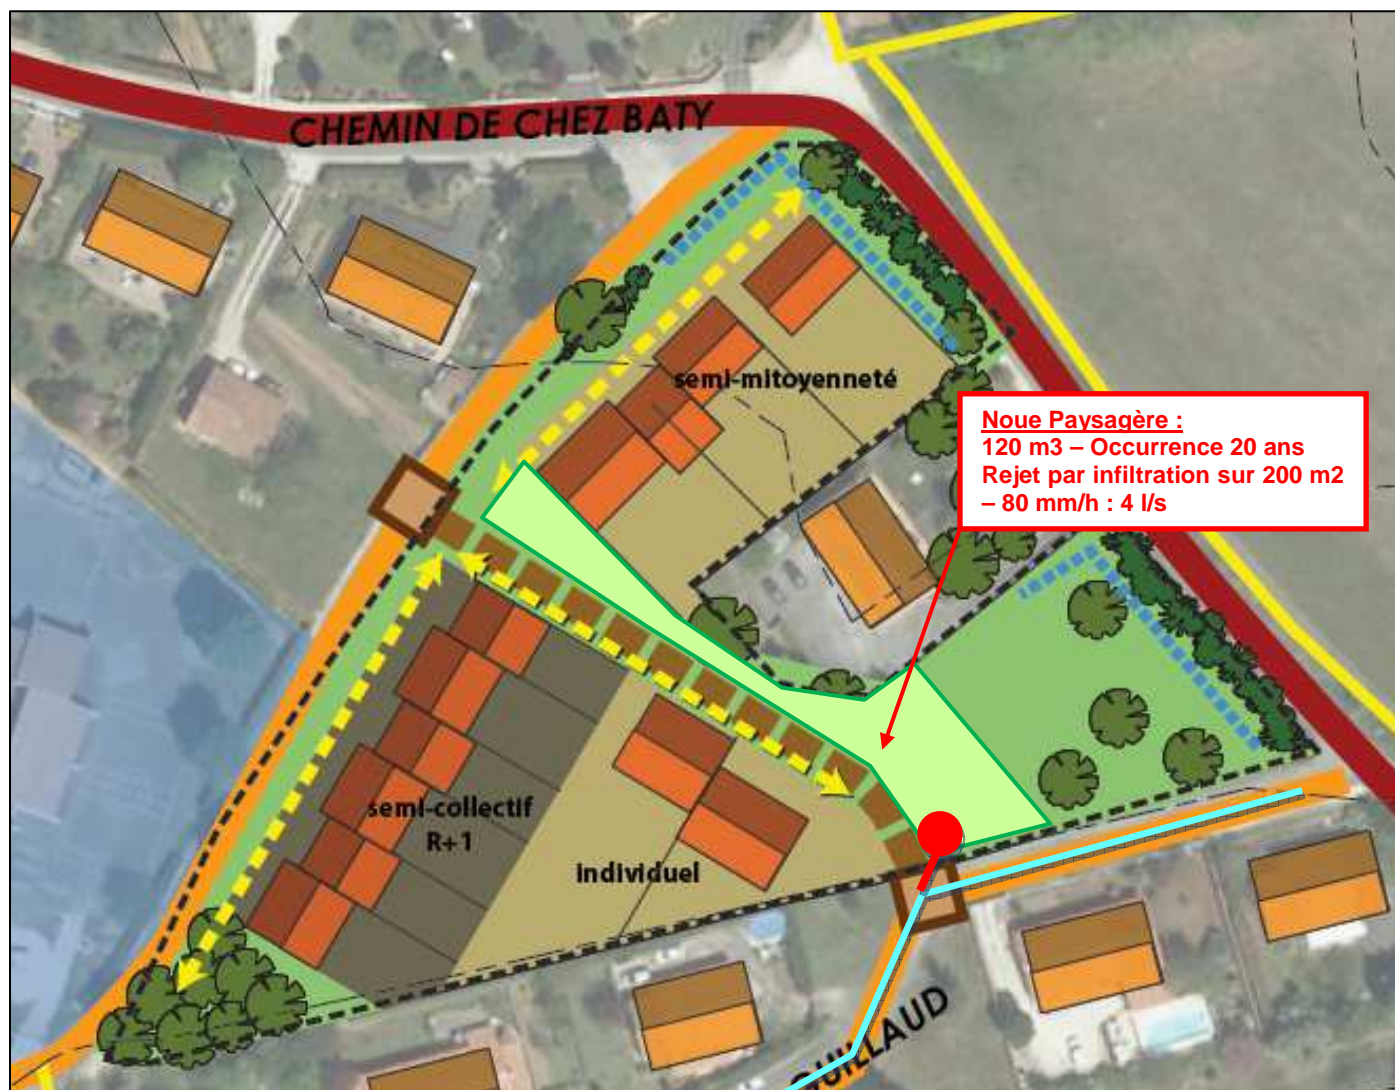 CHEMIN DE CHEZ BATY
semi-mitoyenneté
Noue Paysagère :
120 m3 – Occurrence 20 ans
Rejet par infiltration sur 200 m2
– 80 mm/h : 4 l/s
semi-collectif
R+1
individuel
GUILLAUD